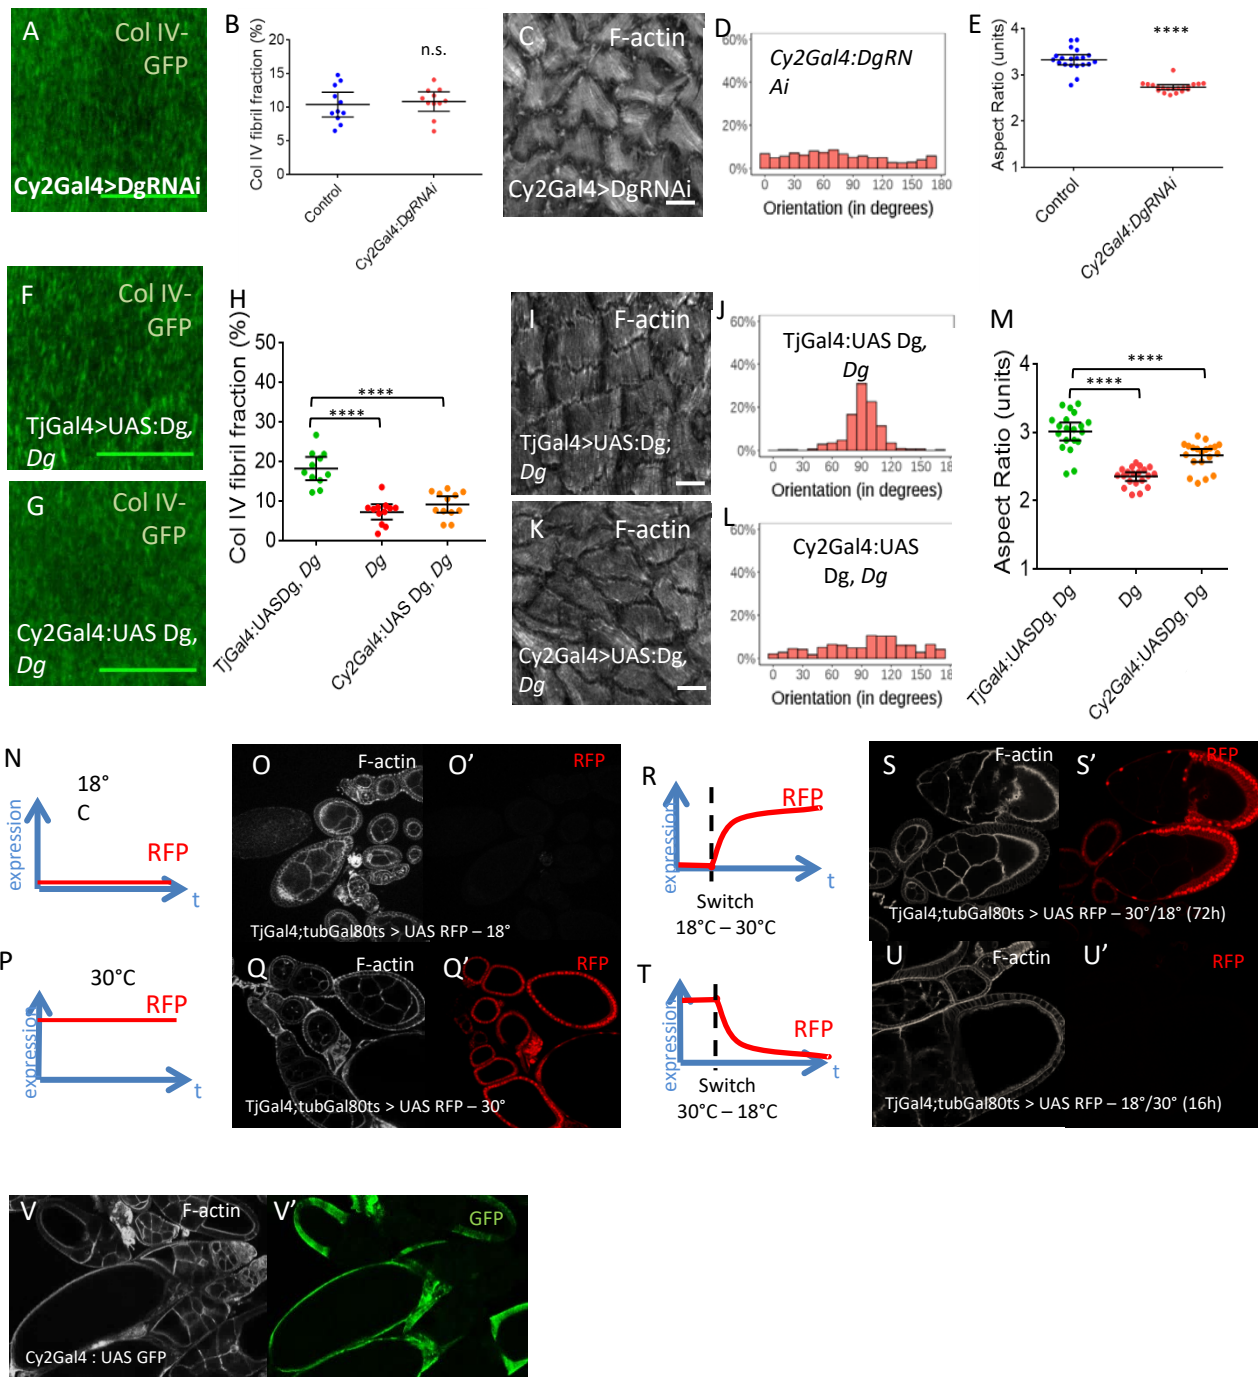 A
Col IV-
GFP
Cy2Gal4>DgRNAi
B
Col IV fibril fraction (%)
20
15
10
5
0
n.s.
Control
Cy2Gal4:DgRNAi
C
F-actin
Cy2Gal4>DgRNAi
D
60%
40%
20%
0%
Cy2Gal4:DgRN
Ai
0 30 60 90 120 150 180
Orientation (in degrees)
E
Aspect Ratio (units)
4
3
2
1
****
Control
Cy2Gal4:DgRNAi
F
Col IV-
GFP
TjGal4>UAS:Dg,
Dg
G
Col IV-
GFP
Cy2Gal4:UAS Dg,
Dg
H
Col IV fibril fraction (%)
50
40
30
20
10
0
****
****
TjGal4:UASDg, Dg
Dg
Cy2Gal4:UAS Dg, Dg
I
F-actin
TjGal4>UAS:Dg;
Dg
J
60%
40%
20%
0%
TjGal4:UAS Dg,
Dg
0 30 60 90 120 150 18
Orientation (in degrees)
K
F-actin
Cy2Gal4>UAS:Dg,
Dg
L
60%
40%
20%
0%
Cy2Gal4:UAS
Dg, Dg
0 30 60 90 120 150 18
Orientation (in degrees)
M
Aspect Ratio (units)
4
3
2
1
****
****
TjGal4:UASDg, Dg
Dg
Cy2Gal4:UASDg, Dg
N
18°
C
expression
RFP
t
O
F-actin
O'
RFP
TjGal4;tubGal80ts > UAS RFP – 18°
P
30°C
expression
RFP
t
Q
F-actin
Q'
RFP
TjGal4;tubGal80ts > UAS RFP – 30°
R
expression
RFP
t
Switch
18°C – 30°C
S
F-actin
S'
RFP
TjGal4;tubGal80ts > UAS RFP – 30°/18° (72h)
T
expression
RFP
t
Switch
30°C – 18°C
U
F-actin
U'
RFP
TjGal4;tubGal80ts > UAS RFP – 18°/30° (16h)
V
F-actin
V'
GFP
Cy2Gal4 : UAS GFP